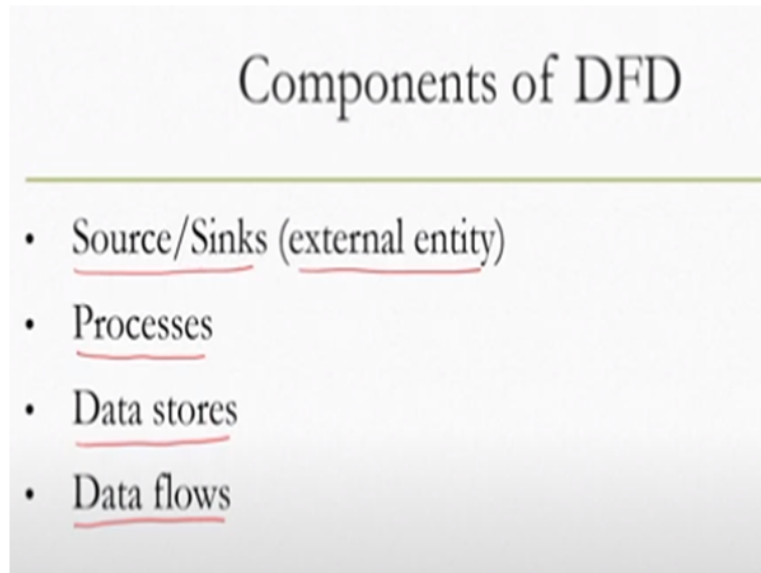 Components of DFD
• Source/Sinks (external entity)
• Processes
• Data stores
• Data flows